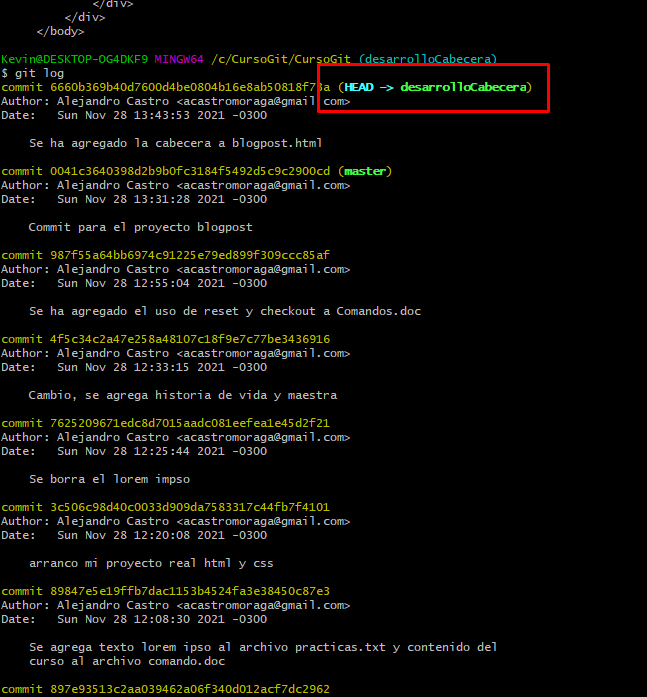 </div>
</div>
</body>
Kevin@DESKTOP-OG4DKF9 MINGW64 /c/CursoGit/CursoGit (desarrolloCabecera)
$ git log
commit 6660b369b40d7600d4be0804b16e8ab50818f73a (HEAD -> desarrolloCabecera)
Author: Alejandro Castro <acastromoraga@gmail.com>
Date:   Sun Nov 28 13:43:53 2021 -0300
Se ha agregado la cabecera a blogpost.html
commit 0041c3640398d2b9b0fc3184f5492d5c9c2900cd (master)
Author: Alejandro Castro <acastromoraga@gmail.com>
Date:   Sun Nov 28 13:31:28 2021 -0300
Commit para el proyecto blogpost
commit 987f55a64bb6974c91225e79ed899f309ccc85af
Author: Alejandro Castro <acastromoraga@gmail.com>
Date:   Sun Nov 28 12:55:04 2021 -0300
Se ha agregado el uso de reset y checkout a Comandos.doc
commit 4f5c34c2a47e258a48107c18f9e7c77be3436916
Author: Alejandro Castro <acastromoraga@gmail.com>
Date:   Sun Nov 28 12:33:15 2021 -0300
Cambio, se agrega historia de vida y maestra
commit 7625209671edc8d7015aadc081eefea1e45d2f21
Author: Alejandro Castro <acastromoraga@gmail.com>
Date:   Sun Nov 28 12:25:44 2021 -0300
Se borra el lorem impso
commit 3c506c98d40c0033d909da7583317c44fb7f4101
Author: Alejandro Castro <acastromoraga@gmail.com>
Date:   Sun Nov 28 12:20:08 2021 -0300
arranco mi proyecto real html y css
commit 89847e5e19ffb7dac1153b4524fa3e38450c87e3
Author: Alejandro Castro <acastromoraga@gmail.com>
Date:   Sun Nov 28 12:08:30 2021 -0300
Se agrega texto lorem ipso al archivo practicas.txt y contenido del
curso al archivo comando.doc
commit 897e93513c2aa039462a06f340d012acf7dc2962